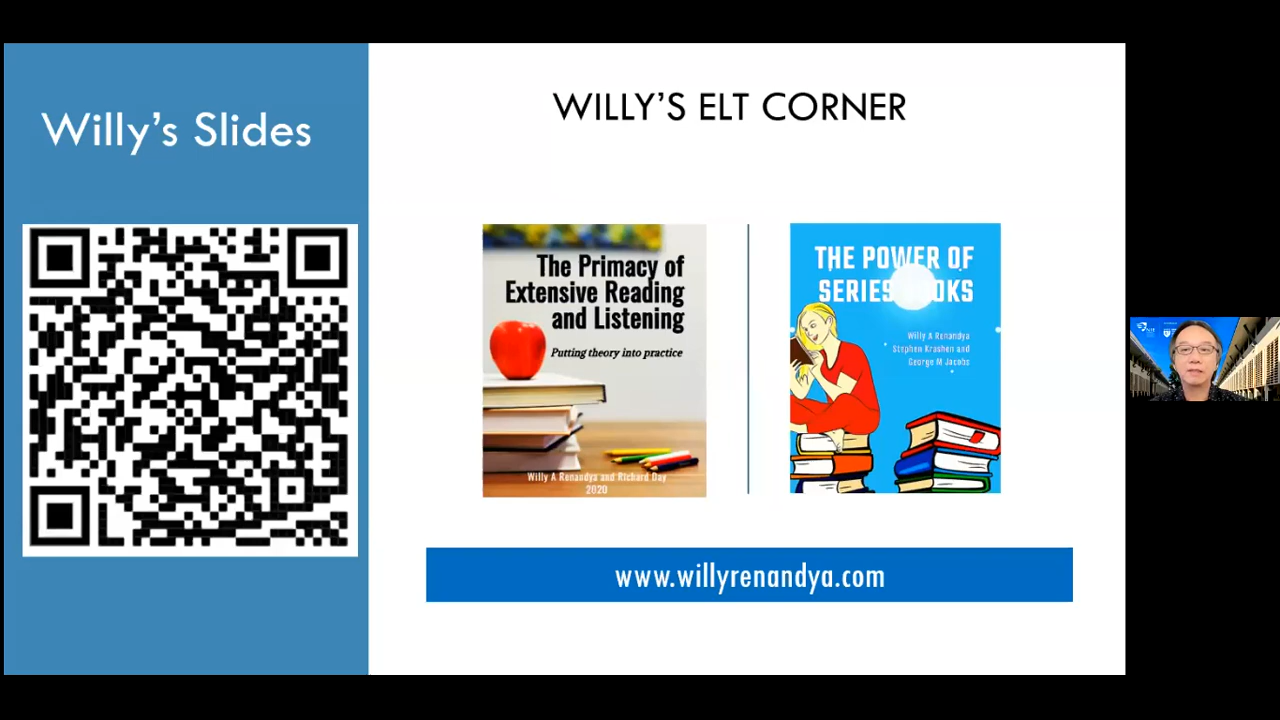 Willy's Slides
WILLY'S ELT CORNER
The Primacy of
Extensive Reading
and Listening
Putting theory into practice
Willy A Renandya and Richard Day
2020
THE POWER OF
SERIES
Willy A Renandya
Stephen Krashen and
George M Jacobs
www.willyrenandya.com